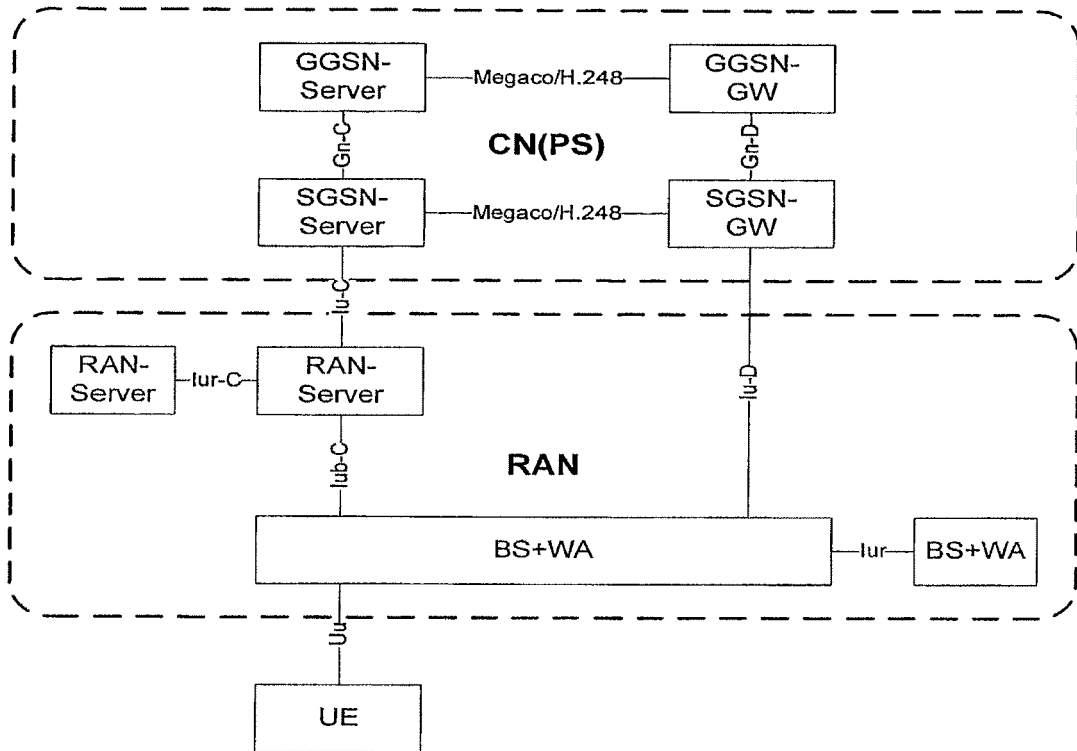 GGSN-
Server
Megaco/H.248
GGSN-
GW
Gn-C
CN(PS)
Gn-D
SGSN-
Server
Megaco/H.248
SGSN-
GW
Iu-C
RAN-
Server
Iur-C
RAN-
Server
Iu-D
Iub-C
RAN
BS+WA
Iur
BS+WA
Uu
UE